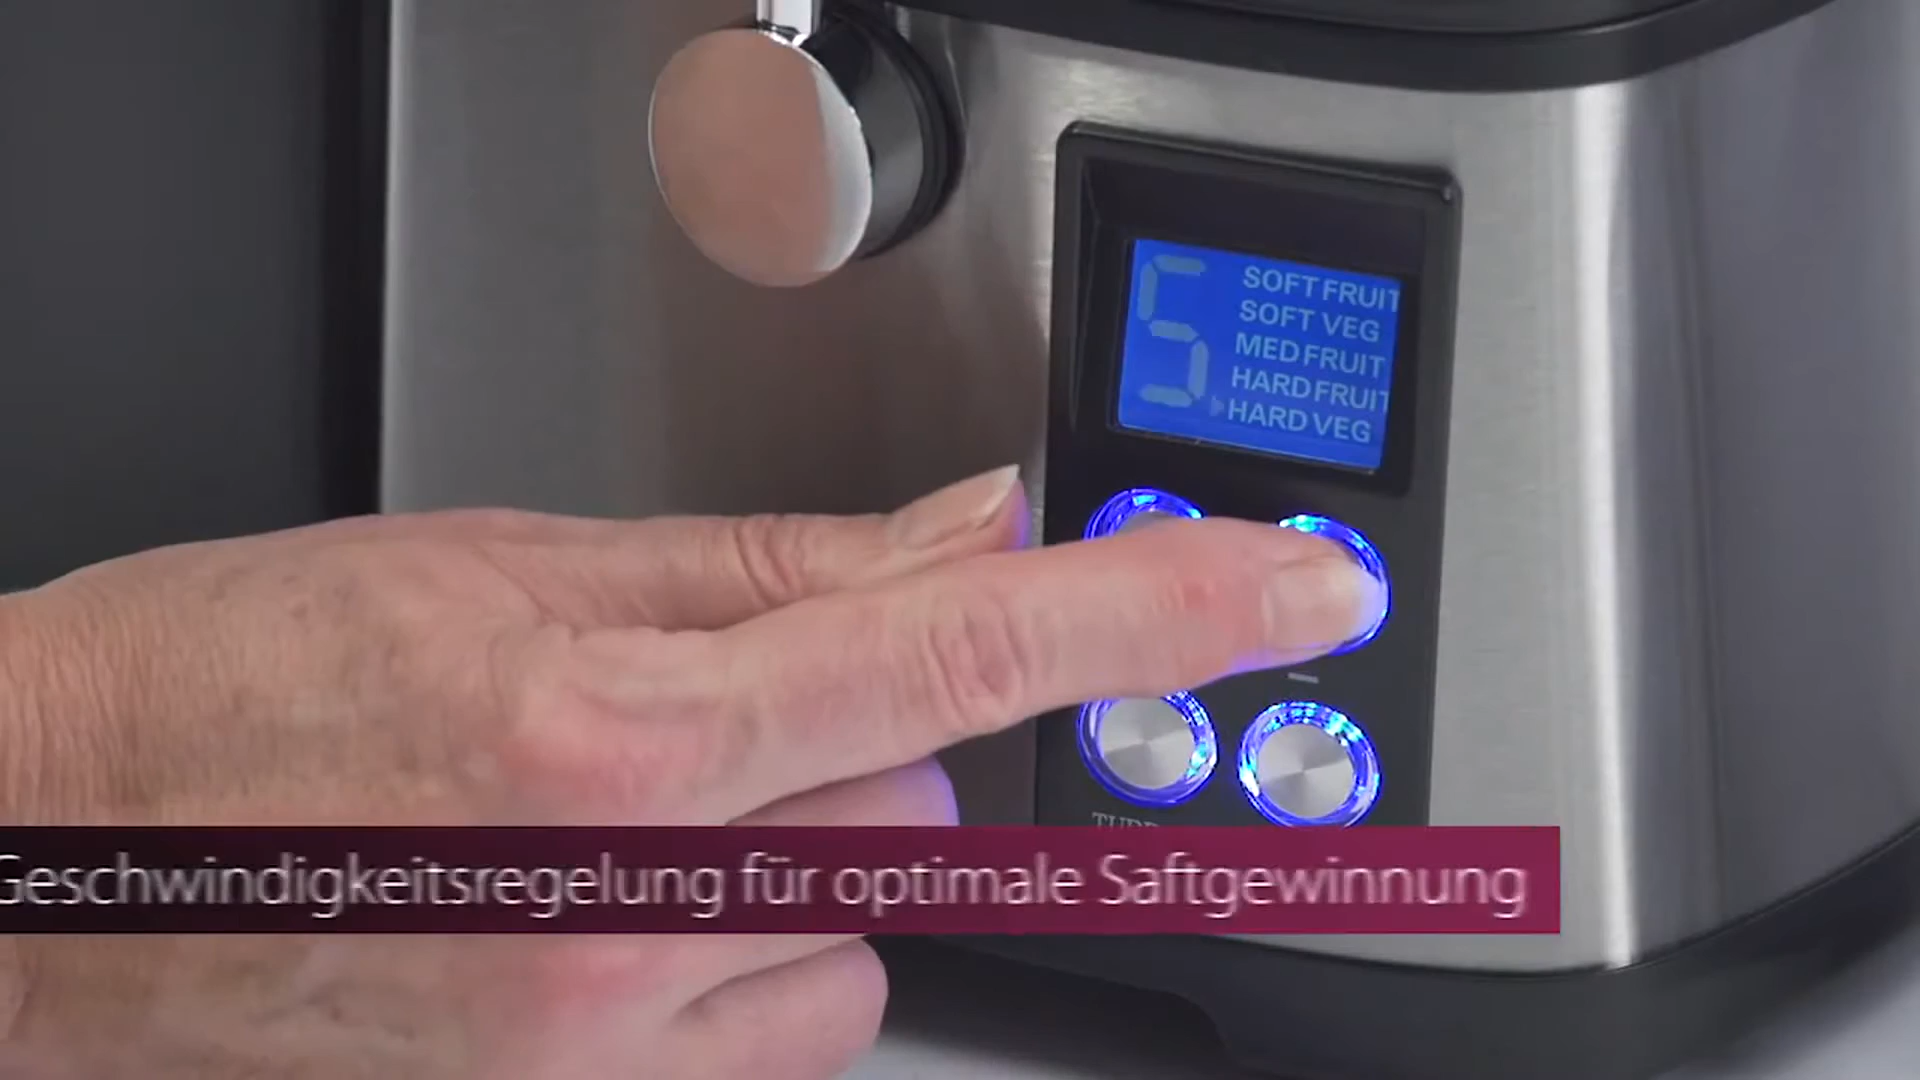 5
SOFT FRUIT
SOFT VEG
MED FRUIT
HARD FRUIT
HARD VEG
Geschwindigkeitsregelung für optimale Saftgewinnung